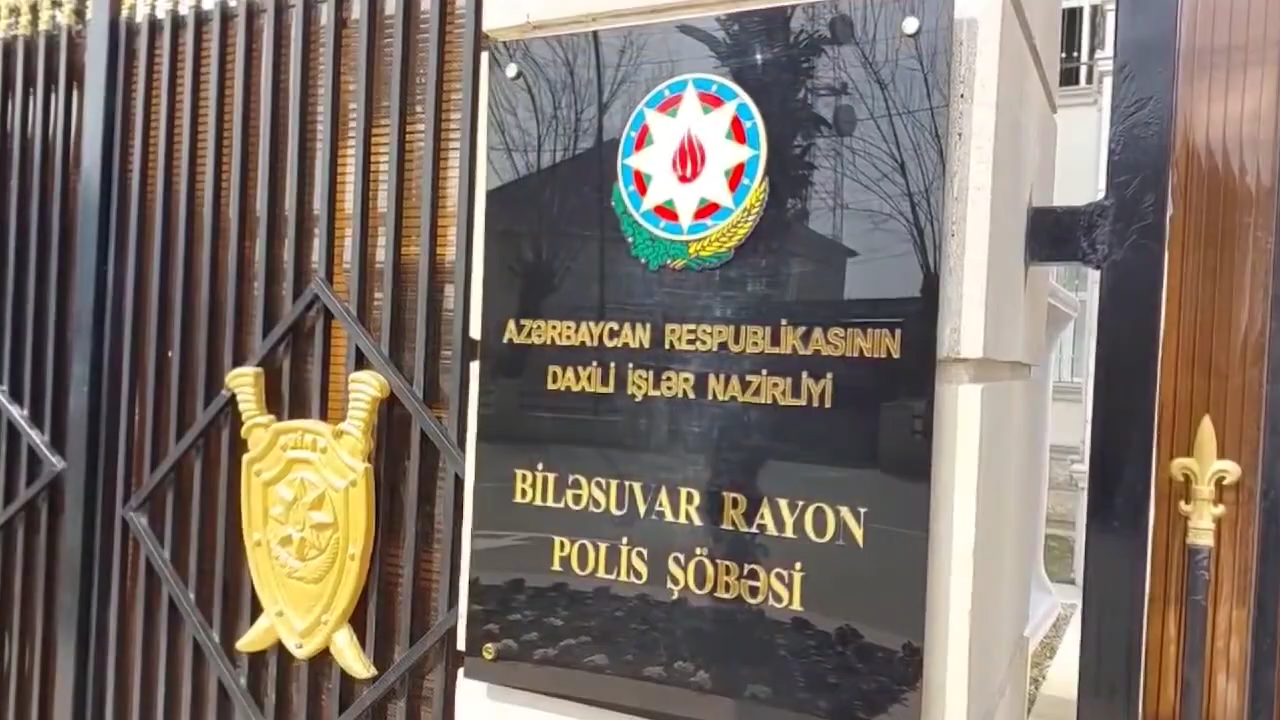 AZƏRBAYCAN RESPUBLİKASININ
DAXİLİ İŞLƏR NAZİRLİYİ
BİLƏSUVAR RAYON
POLİS ŞÖBƏSİ